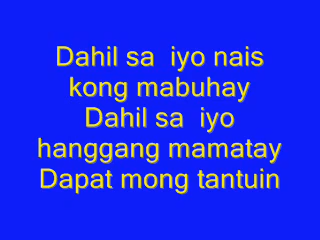 Dahil sa  iyo nais
kong mabuhay
Dahil sa  iyo
hanggang mamatay
Dapat mong tantuin